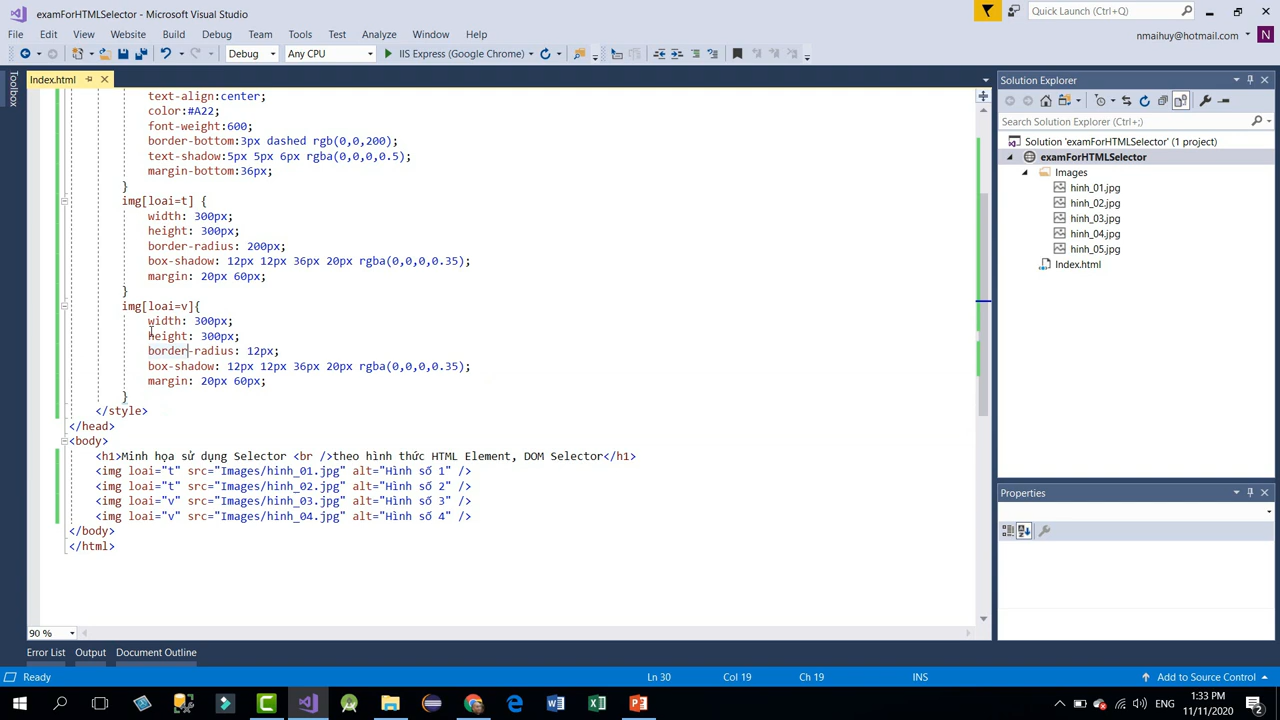 examForHTMLSelector - Microsoft Visual Studio
Quick Launch (Ctrl+Q)
File Edit View Website Build Debug Team Tools Test Analyze Window Help
nmaihuy@hotmail.com
N
Debug Any CPU IIS Express (Google Chrome)
Toolbox
Index.html
text-align:center;
color:#A22;
font-weight:600;
border-bottom:3px dashed rgb(0,0,200);
text-shadow:5px 5px 6px rgba(0,0,0,0.5);
margin-bottom:36px;
}
img[loai=t] {
width: 300px;
height: 300px;
border-radius: 200px;
box-shadow: 12px 12px 36px 20px rgba(0,0,0,0.35);
margin: 20px 60px;
}
img[loai=v]{
width: 300px;
height: 300px;
border-radius: 12px;
box-shadow: 12px 12px 36px 20px rgba(0,0,0,0.35);
margin: 20px 60px;
}
</style>
</head>
<body>
<h1>Minh họa sử dụng Selector <br />theo hình thức HTML Element, DOM Selector</h1>
<img loai="t" src="Images/hinh_01.jpg" alt="Hình số 1" />
<img loai="t" src="Images/hinh_02.jpg" alt="Hình số 2" />
<img loai="v" src="Images/hinh_03.jpg" alt="Hình số 3" />
<img loai="v" src="Images/hinh_04.jpg" alt="Hình số 4" />
</body>
</html>
90 %
Solution Explorer
Search Solution Explorer (Ctrl+;)
Solution 'examForHTMLSelector' (1 project)
examForHTMLSelector
Images
hinh_01.jpg
hinh_02.jpg
hinh_03.jpg
hinh_04.jpg
hinh_05.jpg
Index.html
Properties
Error List Output Document Outline
Ready Ln 30 Col 19 Ch 19 INS Add to Source Control
ENG
1:33 PM
11/11/2020
2